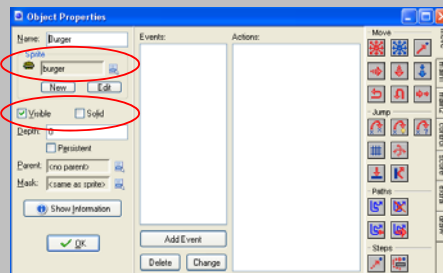 Object Properties
Name: Burger
Sprite
burger
New Edit
Visible Solid
Depth: 0
Persistent
Parent: <no parent>
Mask: <same as sprite>
Show Information
OK
Events:
Add Event
Delete Change
Actions:
Move
Jump
Paths
Steps